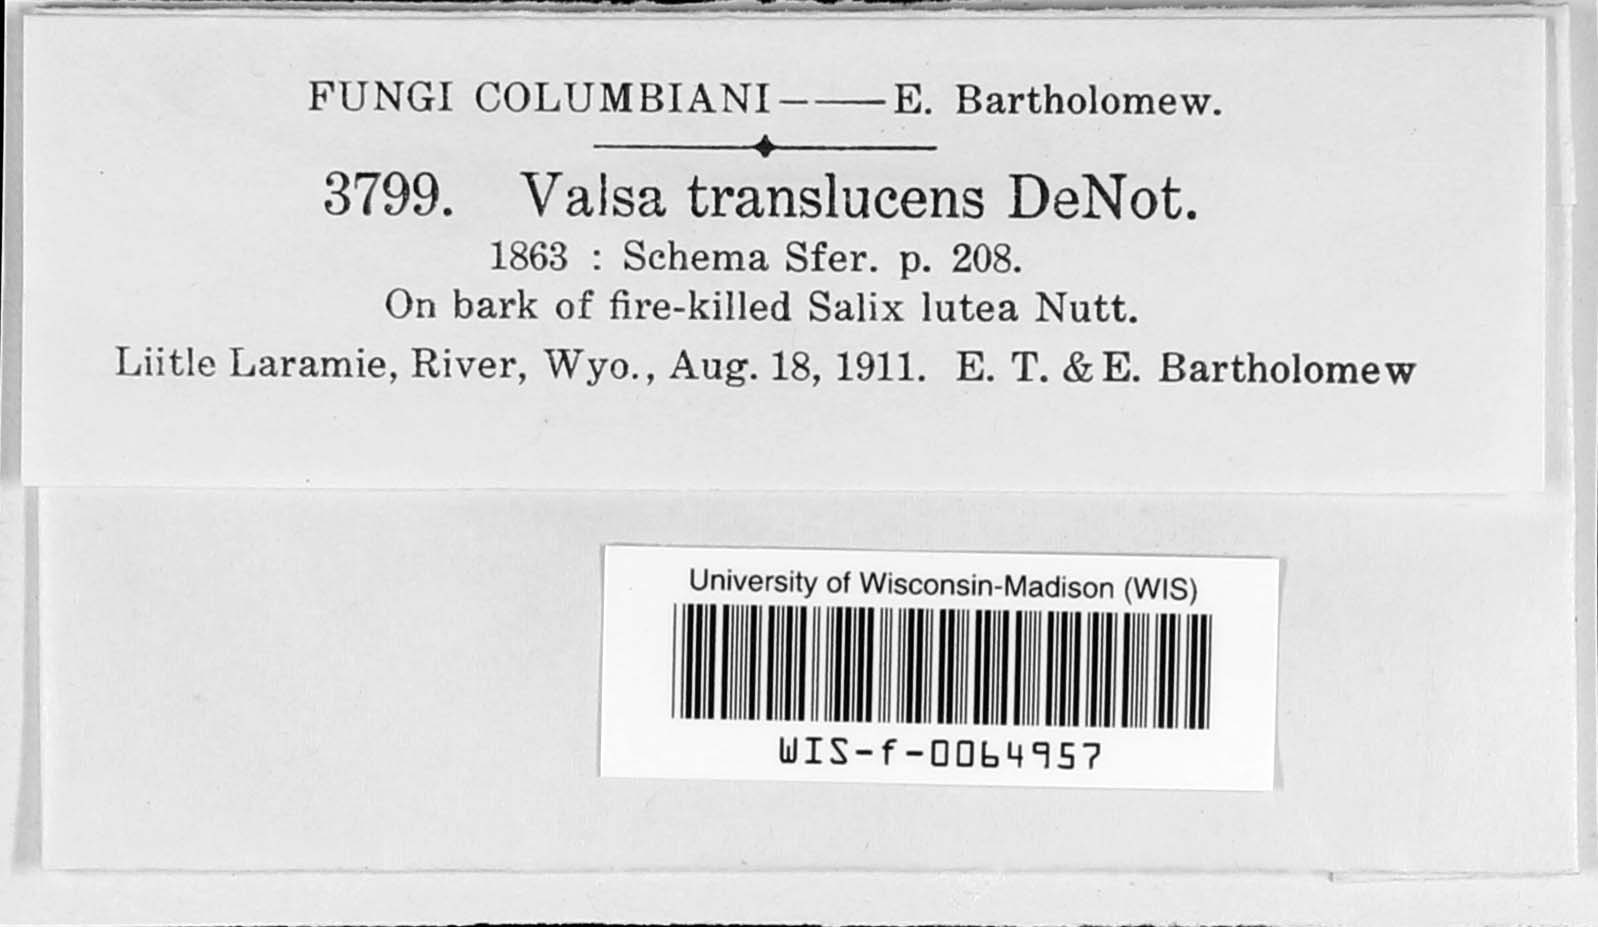 FUNGI COLUMBIANI — — E. Bartholomew.
3799. Valsa translucens DeNot.
1863 : Schema Sfer. p. 208.
On bark of fire-killed Salix lutea Nutt.
Liitle Laramie, River, Wyo., Aug. 18, 1911. E. T. & E. Bartholomew
University of Wisconsin-Madison (WIS)
WIS-f-0064957